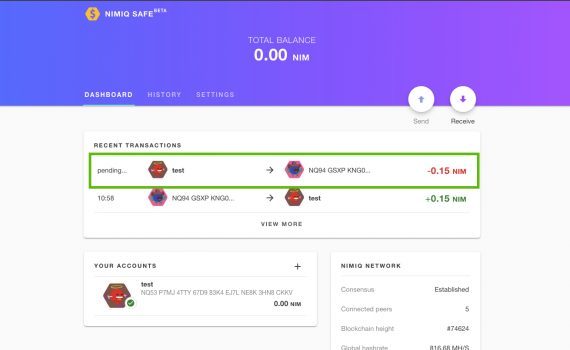 NIMIQ SAFE BETA
TOTAL BALANCE
0.00 NIM
DASHBOARD HISTORY SETTINGS
Send Receive
RECENT TRANSACTIONS
pending... test → NQ94 GSXP KNG0... -0.15 NIM
10:58 NQ94 GSXP KNG0... → test +0.15 NIM
VIEW MORE
YOUR ACCOUNTS +
test
NQ53 P7MJ 4TTY 67D9 83K4 EJ7L NE8K 3HN8 CKKV
0.00 NIM
NIMIQ NETWORK
Consensus Established
Connected peers 5
Blockchain height #74624
Global hashrate 816.68 MH/S